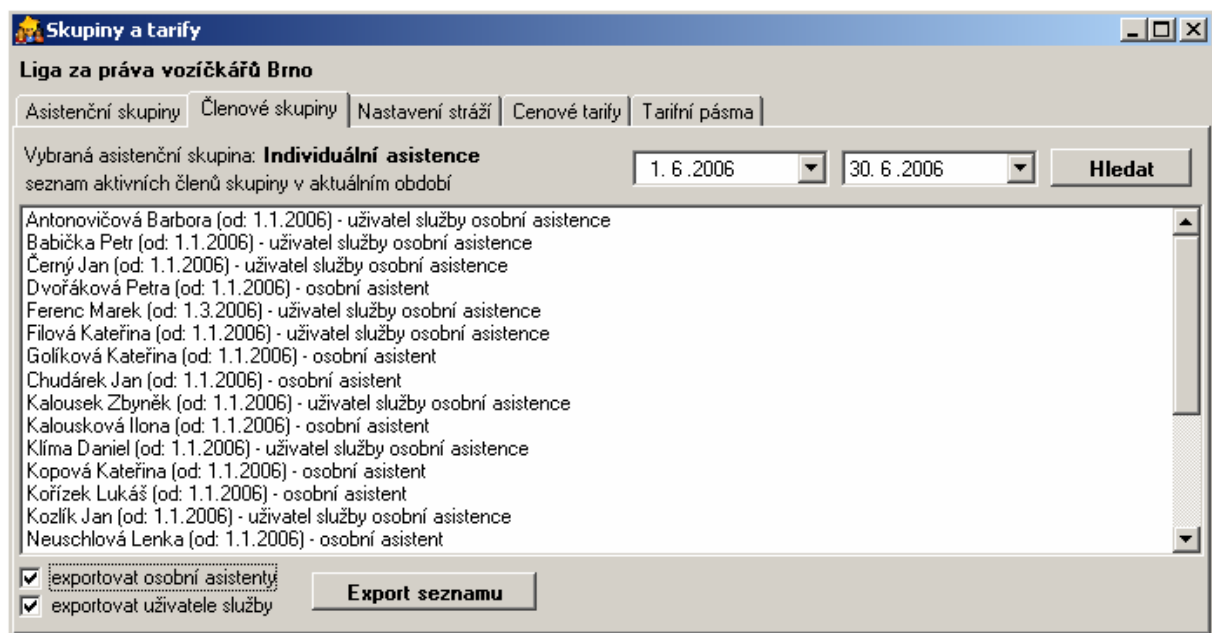 Skupiny a tarify
Liga za práva vozíčkářů Brno
Asistenční skupiny Členové skupiny Nastavení stráží Cenové tarify Tarifní pásma
Vybraná asistenční skupina: Individuální asistence
seznam aktivních členů skupiny v aktuálním období
1. 6.2006 30. 6.2006 Hledat
Antonovičová Barbora (od: 1.1.2006) - uživatel služby osobní asistence
Babička Petr (od: 1.1.2006) - uživatel služby osobní asistence
Černý Jan (od: 1.1.2006) - uživatel služby osobní asistence
Dvořáková Petra (od: 1.1.2006) - osobní asistent
Ferenc Marek (od: 1.3.2006) - uživatel služby osobní asistence
Filová Kateřina (od: 1.1.2006) - uživatel služby osobní asistence
Golíková Kateřina (od: 1.1.2006) - osobní asistent
Chudárek Jan (od: 1.1.2006) - osobní asistent
Kalousek Zbyněk (od: 1.1.2006) - uživatel služby osobní asistence
Kalousková Ilona (od: 1.1.2006) - osobní asistent
Klíma Daniel (od: 1.1.2006) - uživatel služby osobní asistence
Kopová Kateřina (od: 1.1.2006) - osobní asistent
Kořízek Lukáš (od: 1.1.2006) - osobní asistent
Kozlík Jan (od: 1.1.2006) - uživatel služby osobní asistence
Neuschlová Lenka (od: 1.1.2006) - osobní asistent
exportovat osobní asistenty
exportovat uživatele služby
Export seznamu